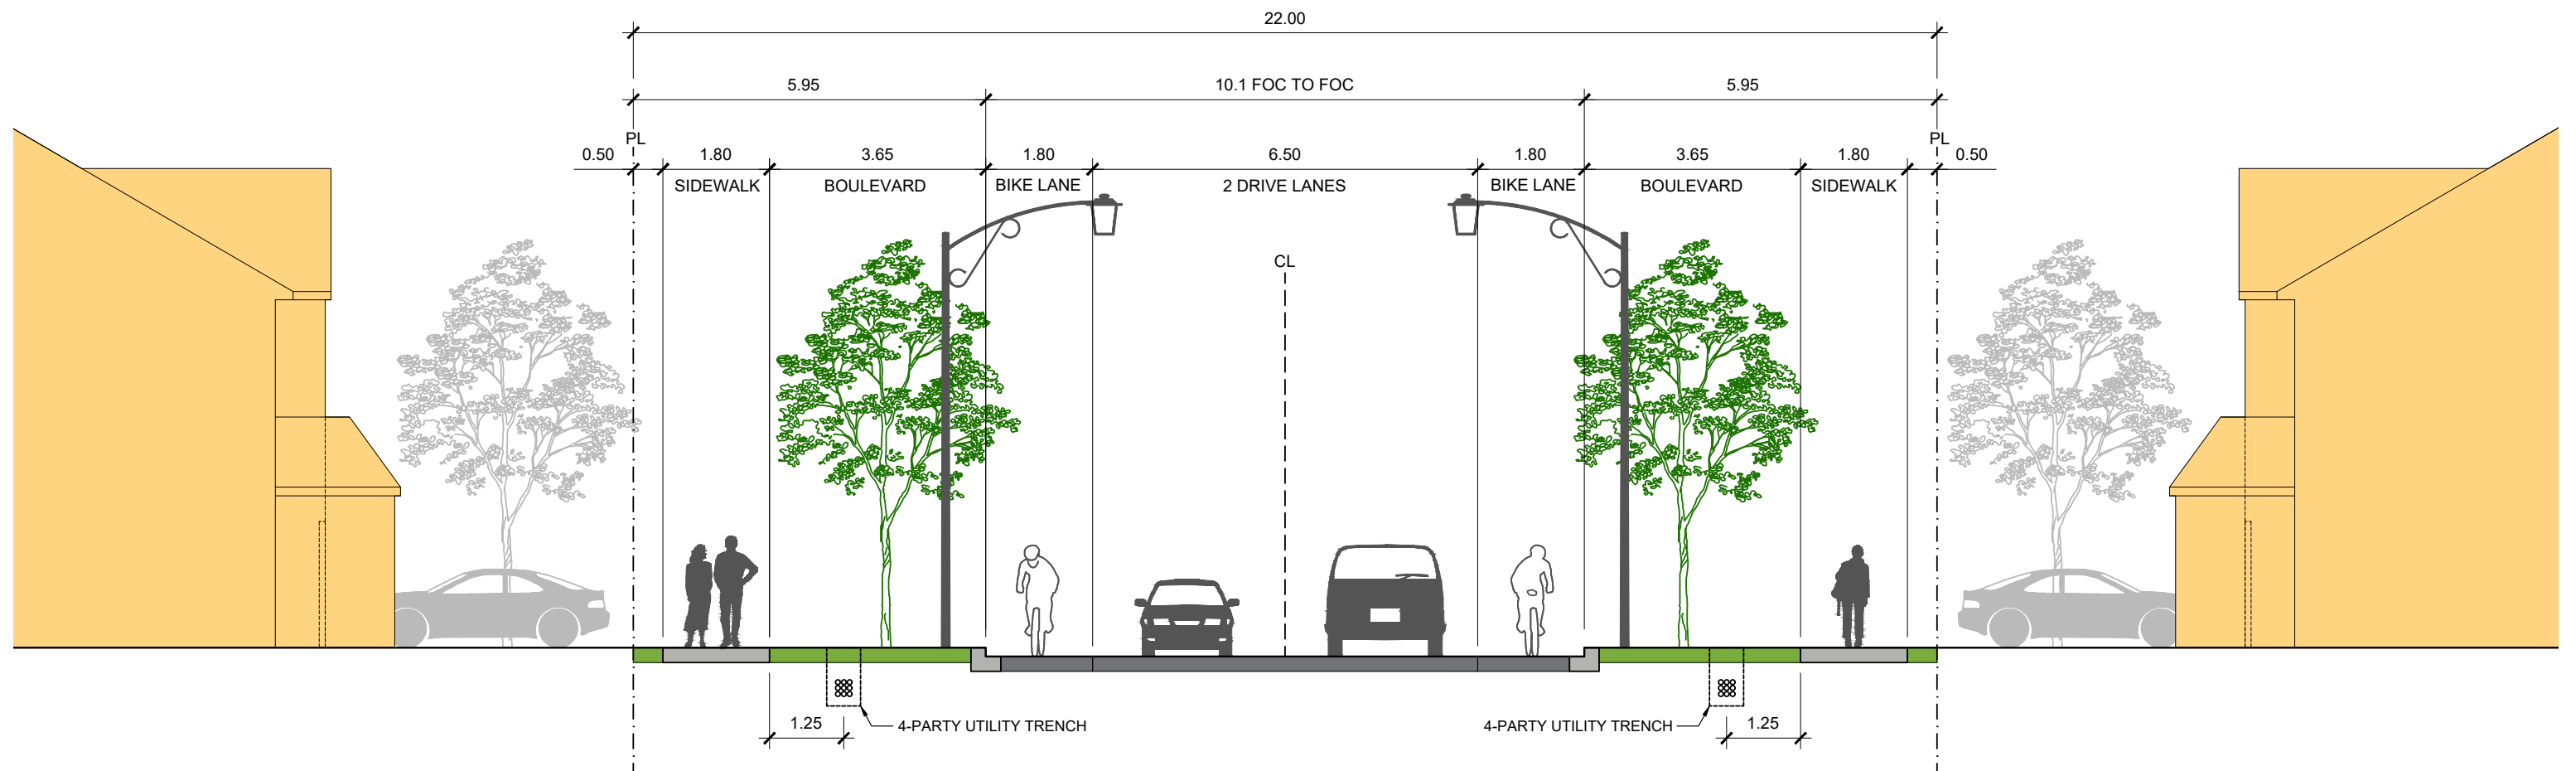 22.00
5.95 10.1 FOC TO FOC 5.95
PL PL
0.50 1.80 3.65 1.80 6.50 1.80 3.65 1.80 0.50
SIDEWALK BOULEVARD BIKE LANE 2 DRIVE LANES BIKE LANE BOULEVARD SIDEWALK
CL
1.25 4-PARTY UTILITY TRENCH 4-PARTY UTILITY TRENCH 1.25